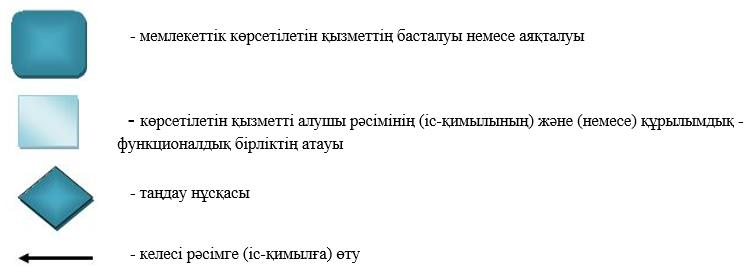 - мемлекеттік көрсетілетін қызметтің басталуы немесе аяқталуы
- көрсетілетін қызметті алушы рәсімінің (іс-қимылының) және (немесе) құрылымдық -
функционалдық бірліктің атауы
- таңдау нұсқасы
- келесі рәсімге (іс-қимылға) өту